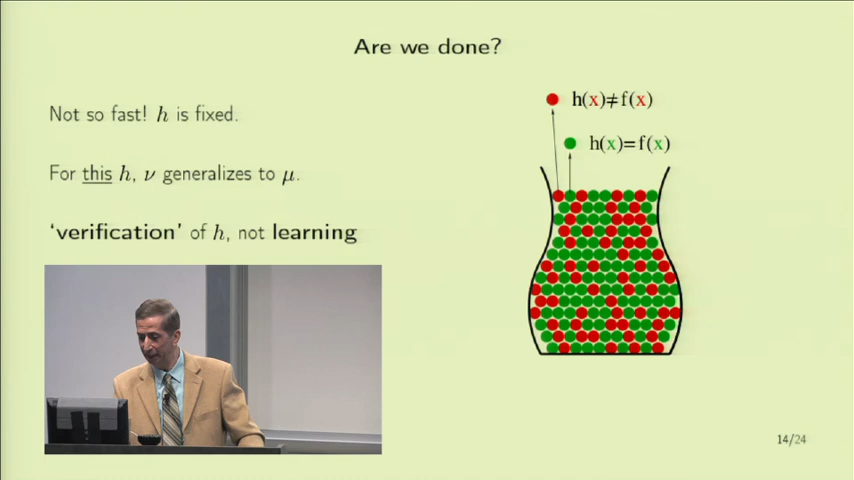 Are we done?
Not so fast! h is fixed.
For this h, ν generalizes to μ.
‘verification’ of h, not learning
h(x)≠f(x)
h(x)=f(x)
14/24